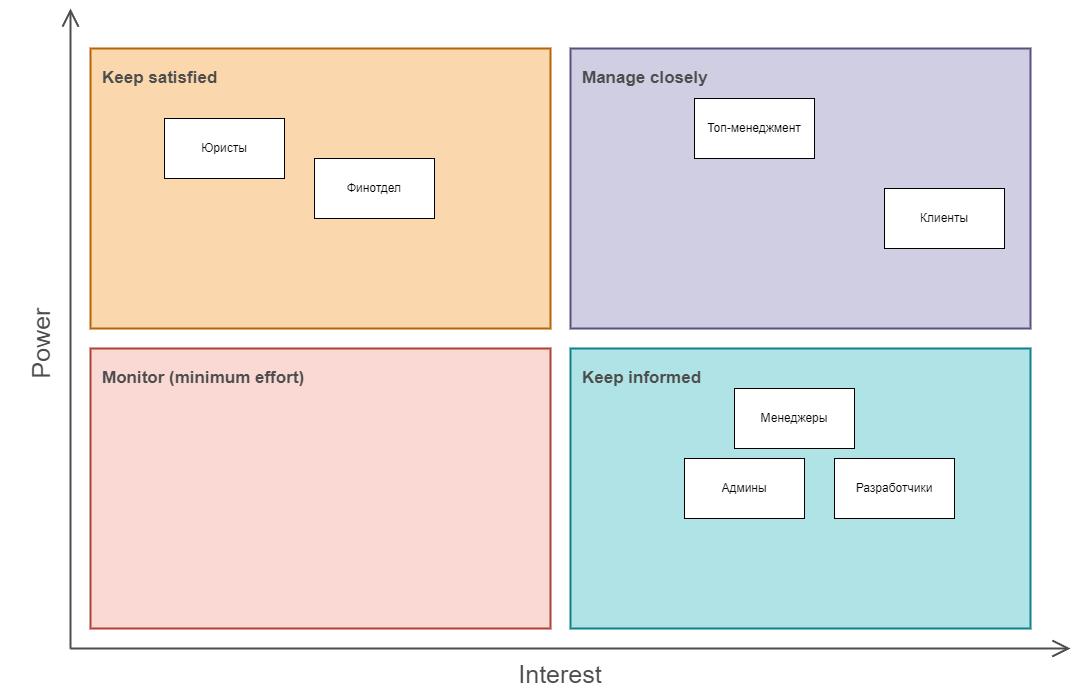 Keep satisfied
Manage closely
Топ-менеджмент
Юристы
Финотдел
Клиенты
Power
Monitor (minimum effort)
Keep informed
Менеджеры
Админы
Разработчики
Interest